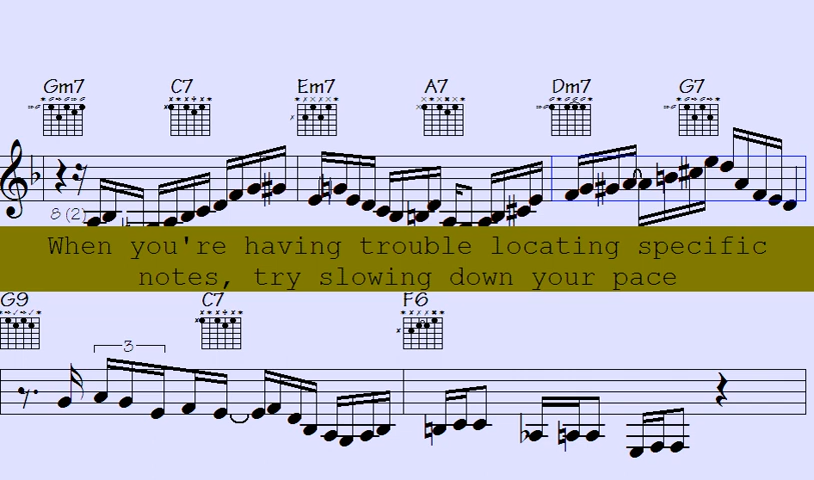 Gm7 C7 Em7 A7 Dm7 G7
8 (2)
When you're having trouble locating specific
notes, try slowing down your pace
G9 C7 F6
3